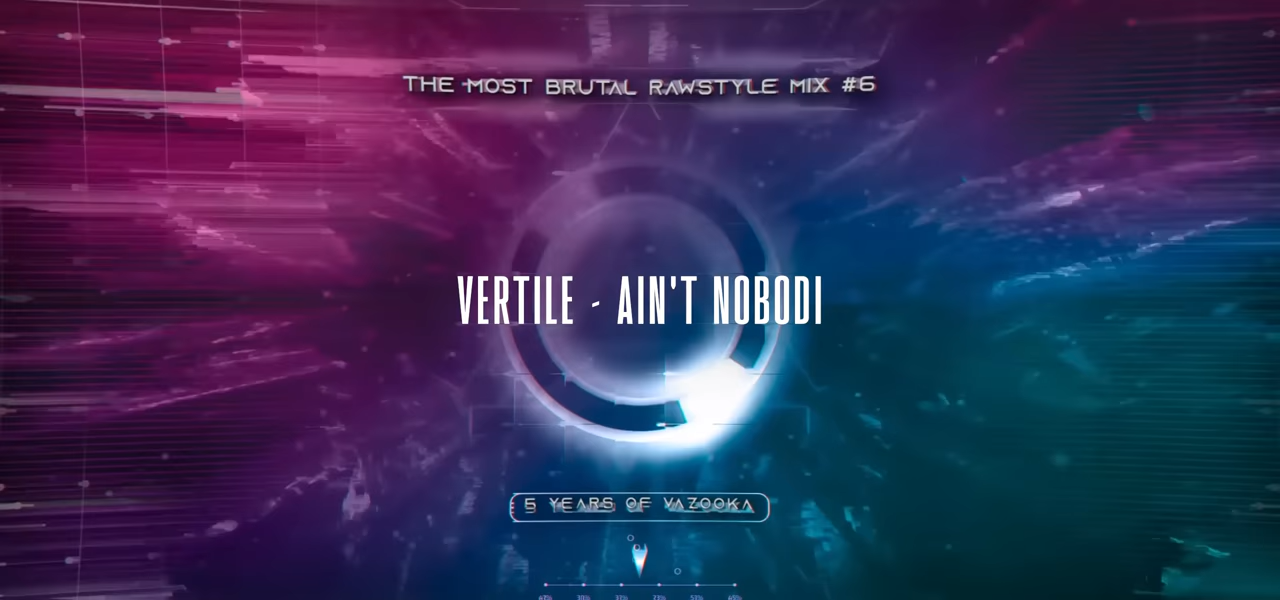 THE MOST BRUTAL RAWSTYLE MIX #6
VERTILE - AIN'T NOBODI
5 YEARS OF VAZOOKA